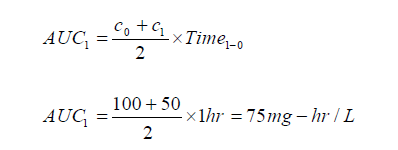 AUC₁ = (c₀ + c₁)/2 × Time₁₋₀
AUC₁ = (100 + 50)/2 × 1hr = 75mg – hr / L